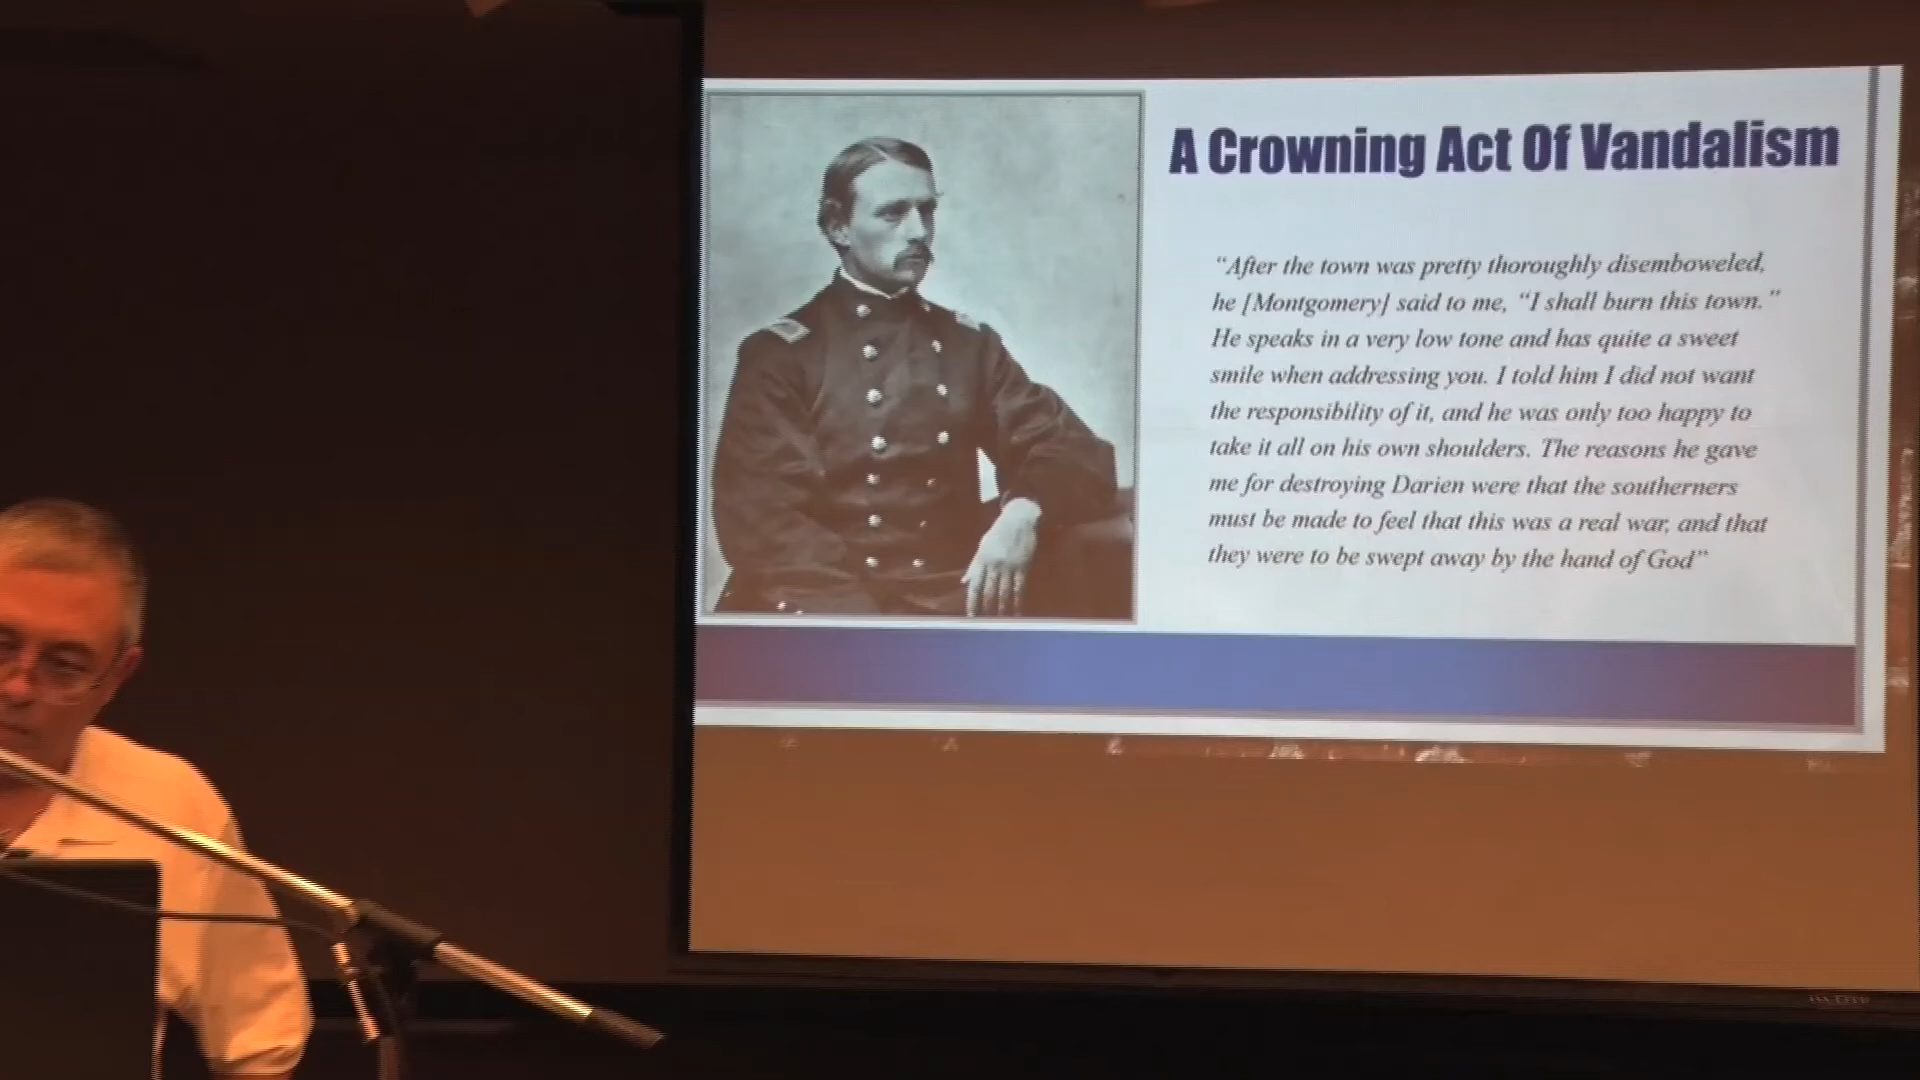 A Crowning Act Of Vandalism
“After the town was pretty thoroughly disemboweled,
he [Montgomery] said to me, “I shall burn this town.”
He speaks in a very low tone and has quite a sweet
smile when addressing you. I told him I did not want
the responsibility of it, and he was only too happy to
take it all on his own shoulders. The reasons he gave
me for destroying Darien were that the southerners
must be made to feel that this was a real war, and that
they were to be swept away by the hand of God”